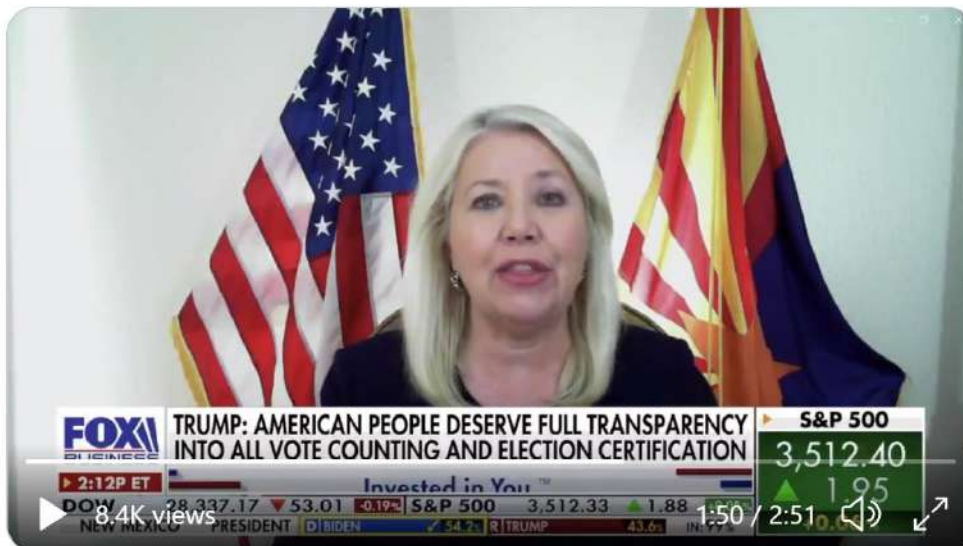 FOX
BUSINESS
TRUMP: AMERICAN PEOPLE DESERVE FULL TRANSPARENCY
INTO ALL VOTE COUNTING AND ELECTION CERTIFICATION
S&P 500
3,512.40
1.95
2:12P ET
Invested in You ™
DOW 28,337.17 53.01 -0.19% S&P 500 3,512.33 1.88
8.4K views
1:50 / 2:51
NEW MEXICO PRESIDENT D BIDEN 54.2% R TRUMP 43.6% IN: 99%